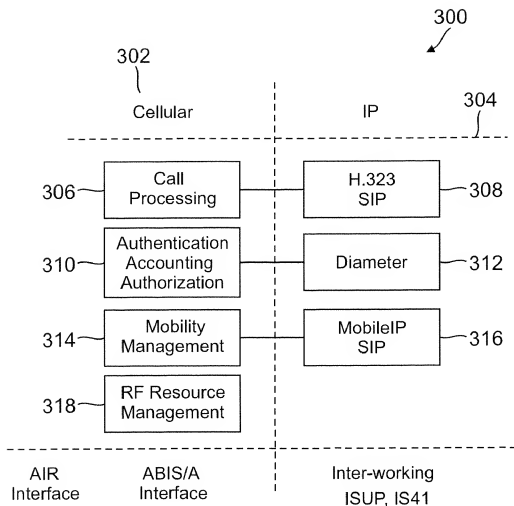 300
302
Cellular
IP
304
306
Call
Processing
H.323
SIP
308
310
Authentication
Accounting
Authorization
Diameter
312
314
Mobility
Management
MobileIP
SIP
316
318
RF Resource
Management
AIR
Interface
ABIS/A
Interface
Inter-working
ISUP, IS41